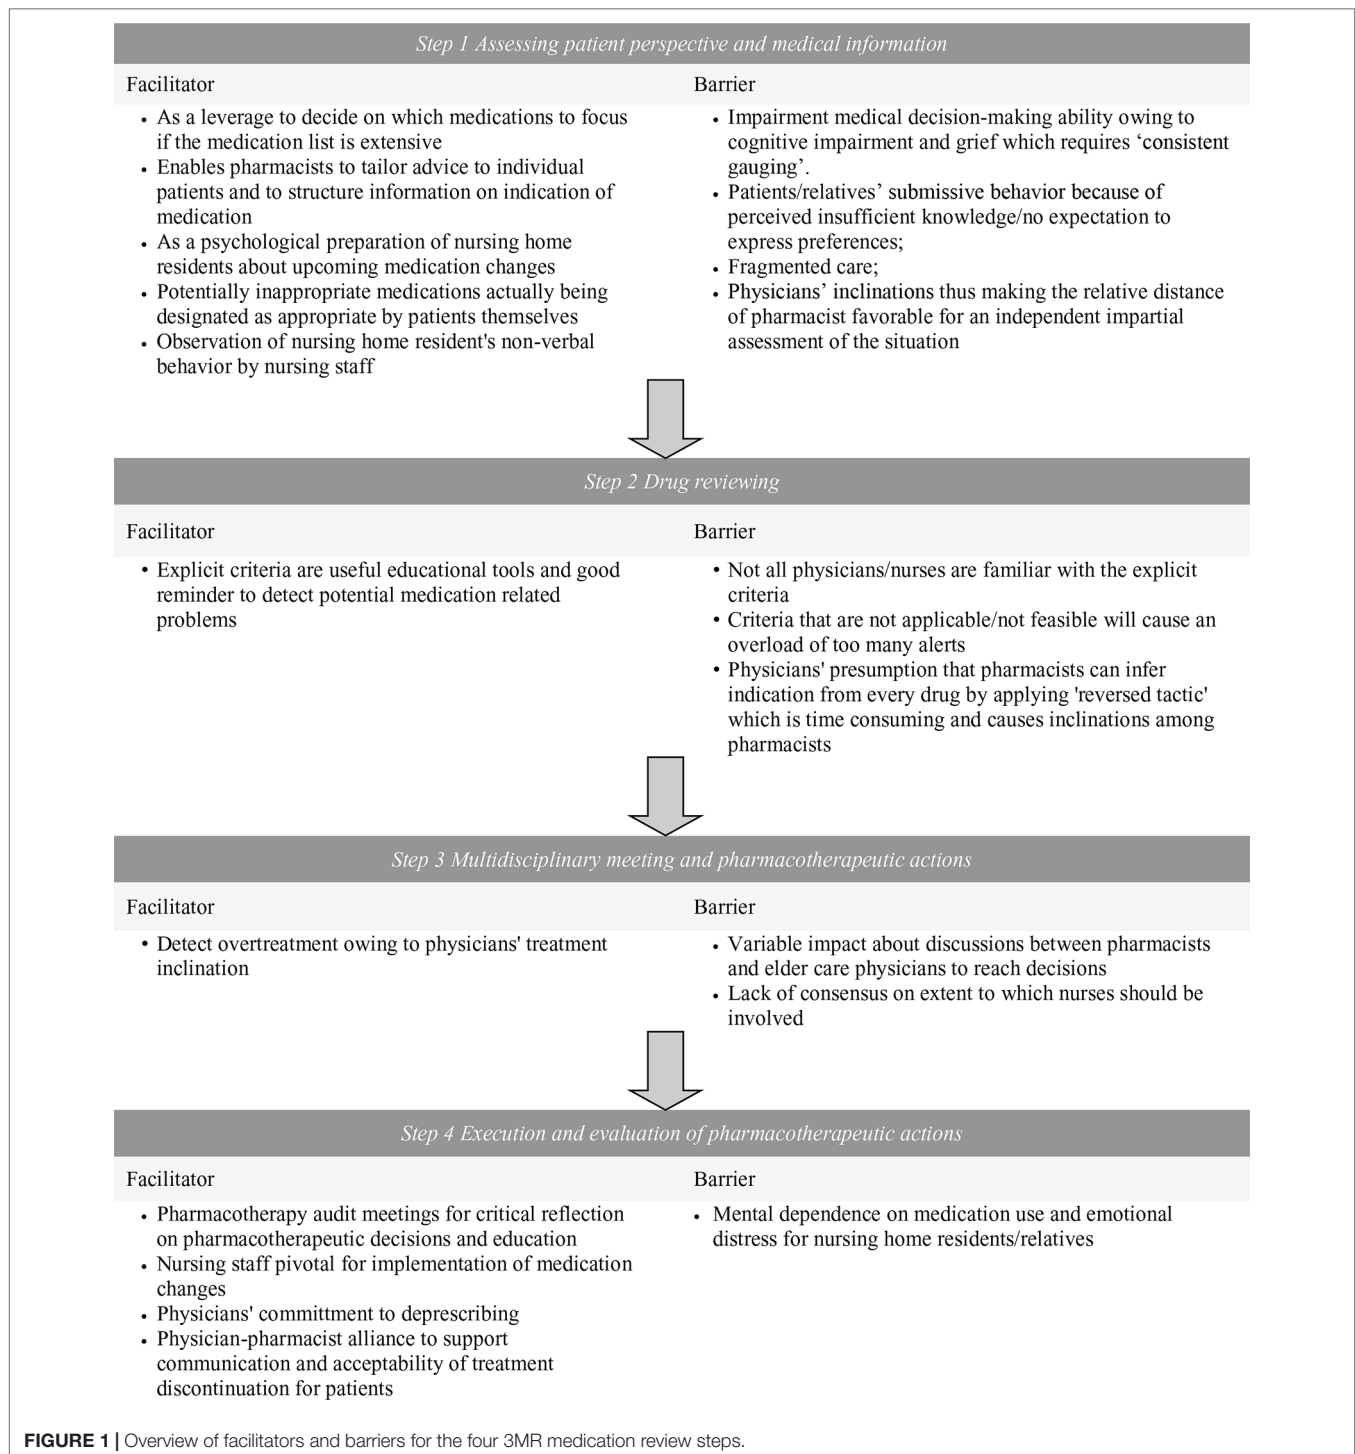 Step 1 Assessing patient perspective and medical information
Facilitator
• As a leverage to decide on which medications to focus
if the medication list is extensive
• Enables pharmacists to tailor advice to individual
patients and to structure information on indication of
medication
• As a psychological preparation of nursing home
residents about upcoming medication changes
• Potentially inappropriate medications actually being
designated as appropriate by patients themselves
• Observation of nursing home resident's non-verbal
behavior by nursing staff
Barrier
• Impairment medical decision-making ability owing to
cognitive impairment and grief which requires ‘consistent
gauging’.
• Patients/relatives’ submissive behavior because of
perceived insufficient knowledge/no expectation to
express preferences;
• Fragmented care;
• Physicians’ inclinations thus making the relative distance
of pharmacist favorable for an independent impartial
assessment of the situation
Step 2 Drug reviewing
Facilitator
• Explicit criteria are useful educational tools and good
reminder to detect potential medication related
problems
Barrier
• Not all physicians/nurses are familiar with the explicit
criteria
• Criteria that are not applicable/not feasible will cause an
overload of too many alerts
• Physicians' presumption that pharmacists can infer
indication from every drug by applying 'reversed tactic'
which is time consuming and causes inclinations among
pharmacists
Step 3 Multidisciplinary meeting and pharmacotherapeutic actions
Facilitator
• Detect overtreatment owing to physicians' treatment
inclination
Barrier
• Variable impact about discussions between pharmacists
and elder care physicians to reach decisions
• Lack of consensus on extent to which nurses should be
involved
Step 4 Execution and evaluation of pharmacotherapeutic actions
Facilitator
• Pharmacotherapy audit meetings for critical reflection
on pharmacotherapeutic decisions and education
• Nursing staff pivotal for implementation of medication
changes
• Physicians' committment to deprescribing
• Physician-pharmacist alliance to support
communication and acceptability of treatment
discontinuation for patients
Barrier
• Mental dependence on medication use and emotional
distress for nursing home residents/relatives
FIGURE 1 | Overview of facilitators and barriers for the four 3MR medication review steps.